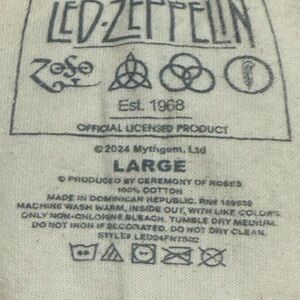 LED-ZEPPELIN
ZoSo
Est. 1968
OFFICIAL LICENSED PRODUCT
©2024 Mythgem, Ltd
LARGE
© PRODUCED BY CEREMONY OF ROSES
100% COTTON
MADE IN DOMINICAN REPUBLIC. RN#
MACHINE WASH WARM, INSIDE OUT, WITH LIKE COLORS
ONLY NON-CHLORINE BLEACH. TUMBLE DRY MEDIUM.
DO NOT IRON IF DECORATED. DO NOT DRY CLEAN.